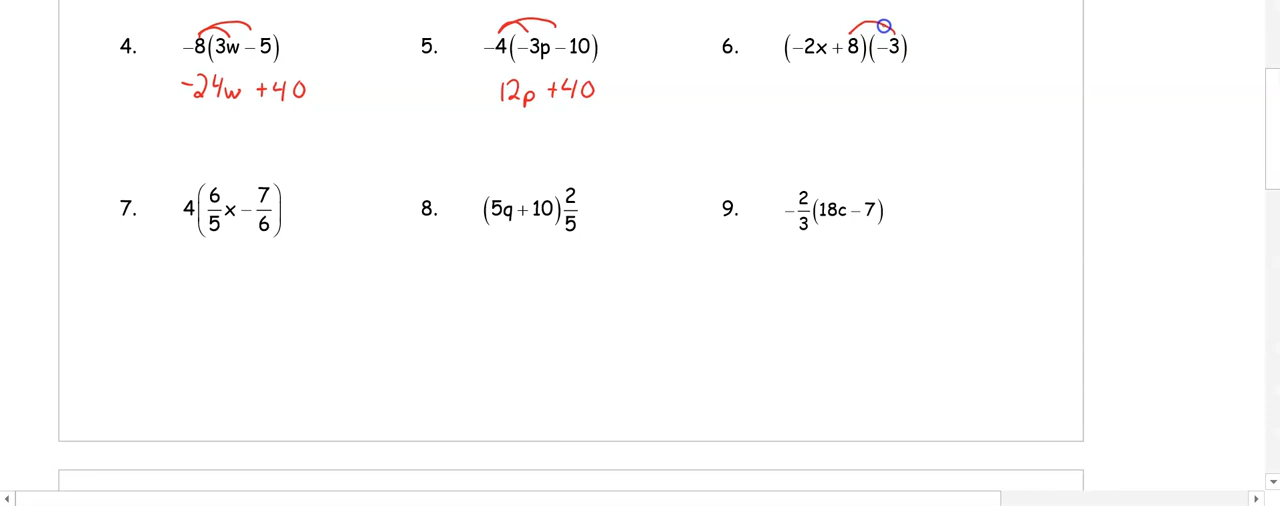 4. −8(3w − 5) 5. −4(−3p − 10) 6. (−2x + 8)(−3)
-24w +40 12p +40
7. 4(6/5 x − 7/6) 8. (5q + 10) 2/5 9. −2/3 (18c − 7)